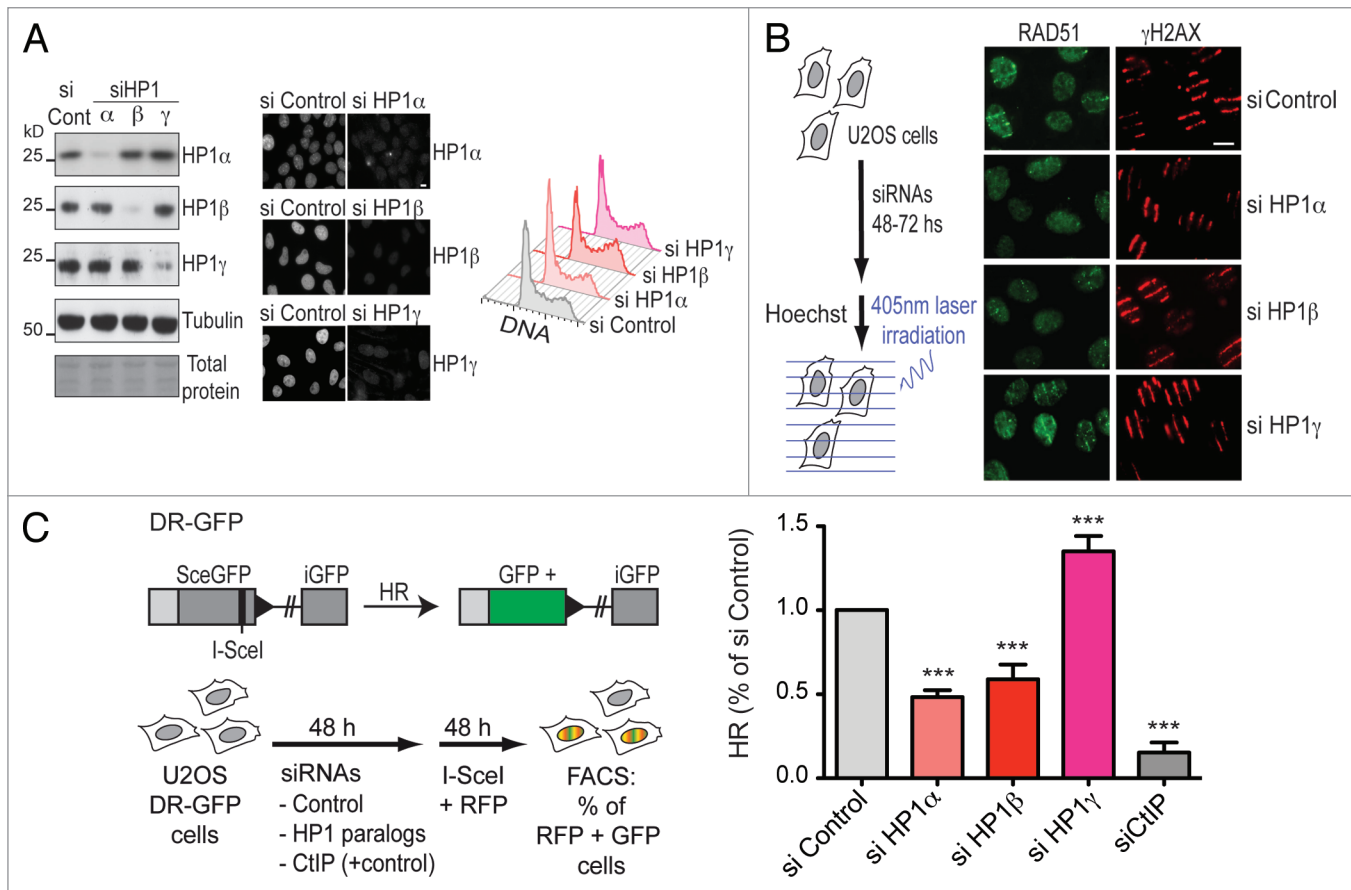 A
si
Cont
siHP1
α β γ
kD
25
HP1α
25
HP1β
25
HP1γ
50
Tubulin
Total
protein
si Control si HP1α
HP1α
si Control si HP1β
HP1β
si Control si HP1γ
HP1γ
si HP1γ
si HP1β
si HP1α
si Control
DNA
B
U2OS cells
siRNAs
48-72 hs
Hoechst
405nm laser
irradiation
RAD51 γH2AX
si Control
si HP1α
si HP1β
si HP1γ
C
DR-GFP
SceGFP iGFP
I-SceI
HR
GFP + iGFP
U2OS
DR-GFP
cells
48 h
siRNAs
- Control
- HP1 paralogs
- CtIP (+control)
48 h
I-SceI
+ RFP
FACS:
% of
RFP + GFP
cells
HR (% of si Control)
1.5
1.0
0.5
0.0
***
***
***
***
si Control
si HP1α
si HP1β
si HP1γ
siCtIP